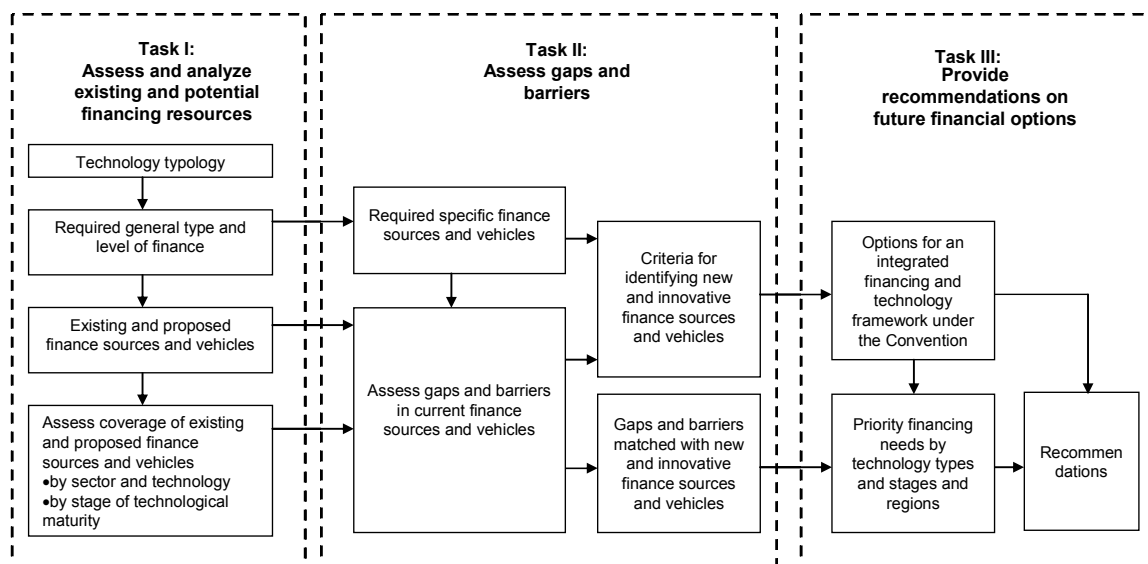 Task I:
Assess and analyze
existing and potential
financing resources
Technology typology
Required general type and
level of finance
Existing and proposed
finance sources and vehicles
Assess coverage of existing
and proposed finance
sources and vehicles
•by sector and technology
•by stage of technological
maturity
Task II:
Assess gaps and
barriers
Required specific finance
sources and vehicles
Assess gaps and barriers
in current finance
sources and vehicles
Criteria for
identifying new
and innovative
finance sources
and vehicles
Gaps and barriers
matched with new
and innovative
finance sources
and vehicles
Task III:
Provide
recommendations on
future financial options
Options for an
integrated
financing and
technology
framework under
the Convention
Priority financing
needs by
technology types
and stages and
regions
Recommen
dations